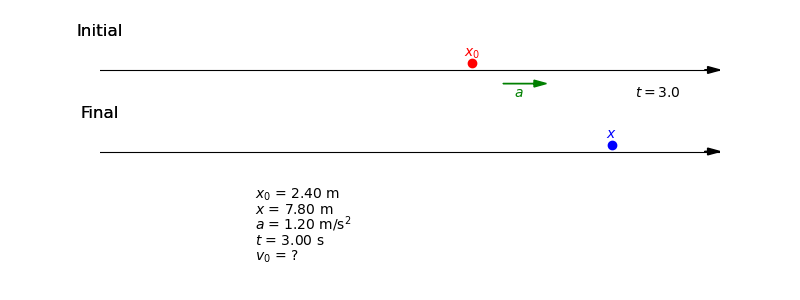 Initial
x₀
a
t = 3.0
Final
x
x₀ = 2.40 m
x = 7.80 m
a = 1.20 m/s²
t = 3.00 s
v₀ = ?